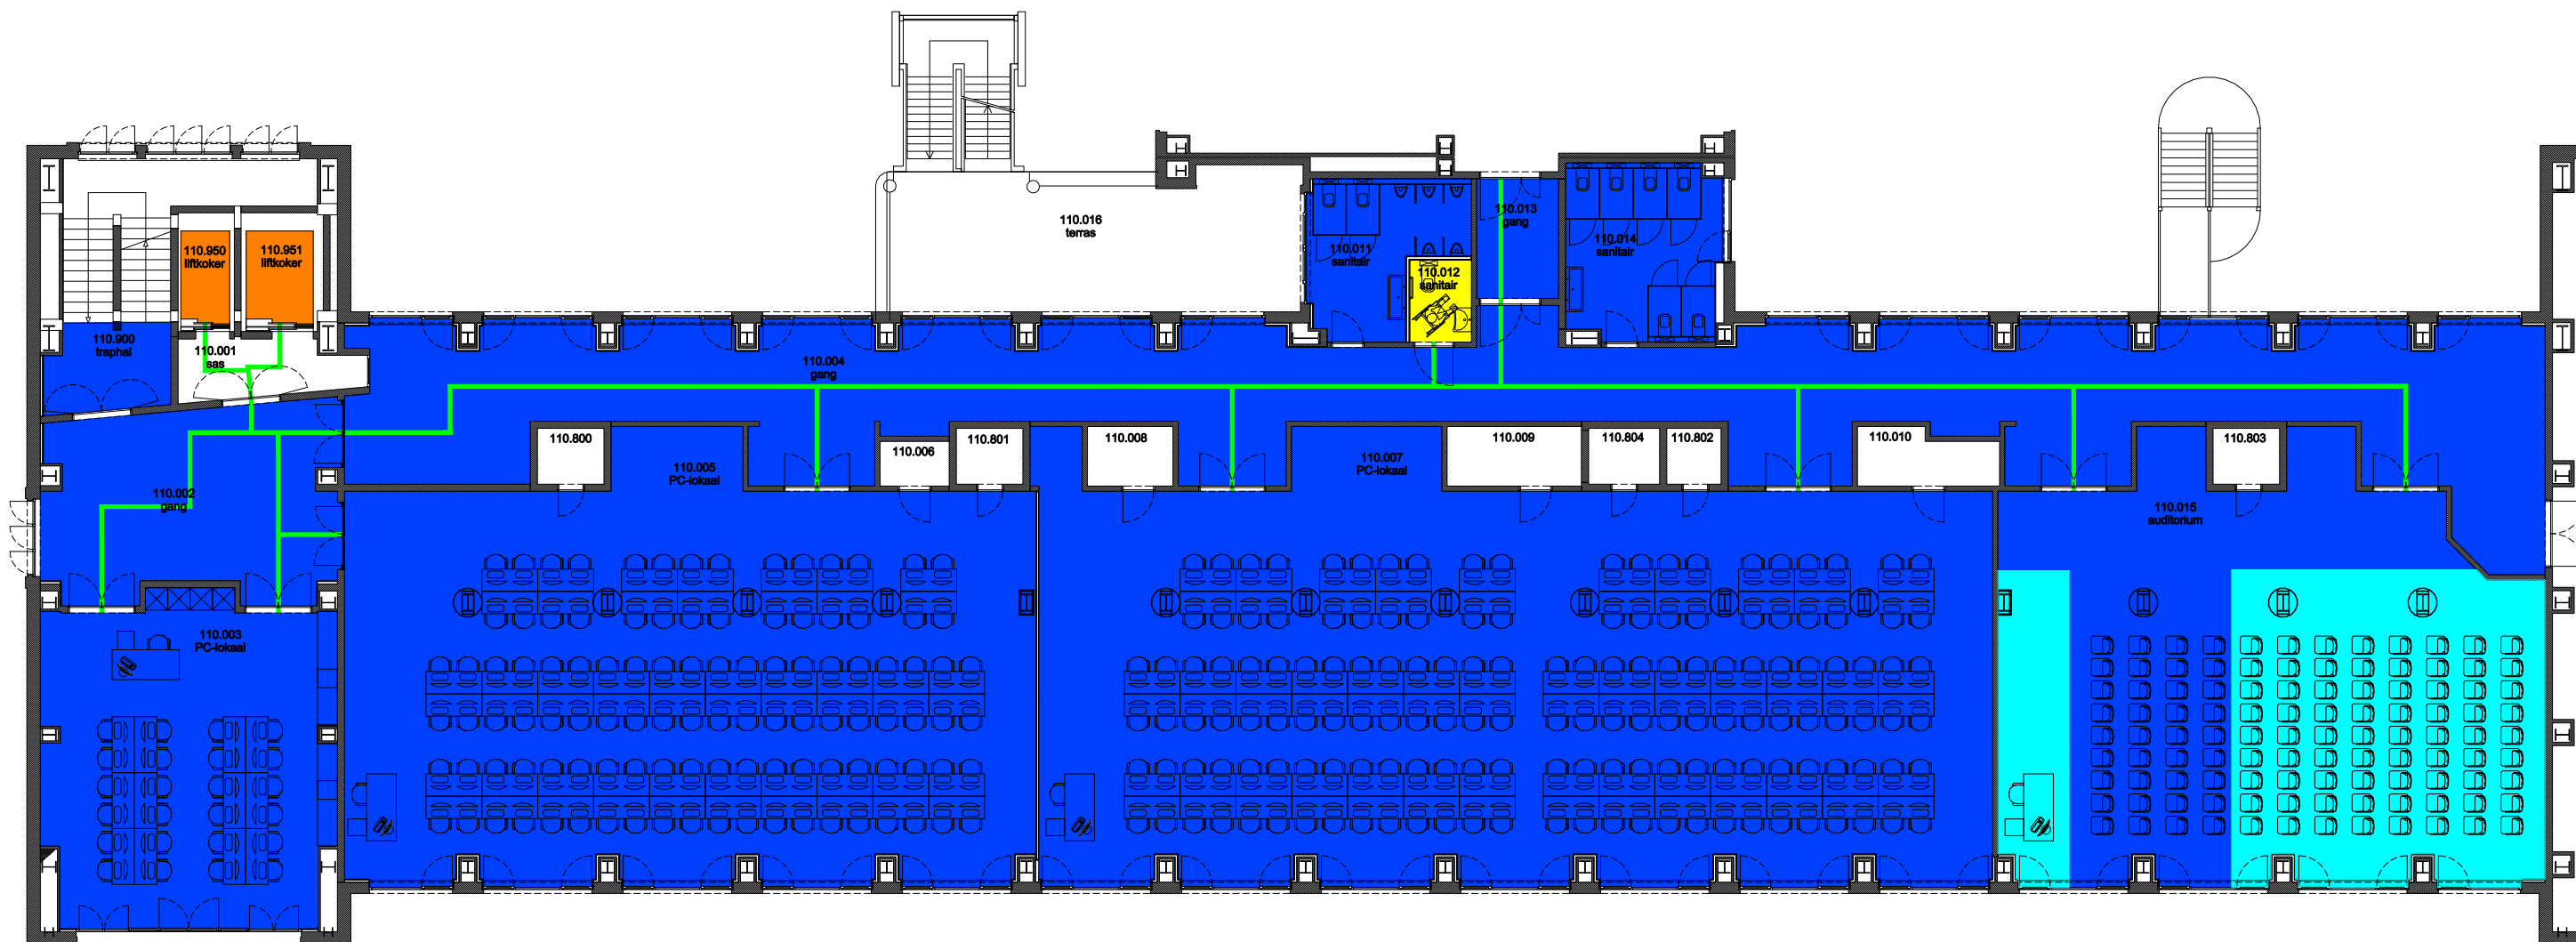 110.016
terras
110.013
gang
110.011
sanitair
110.014
sanitair
110.012
sanitair
110.950
liftkoker
110.951
liftkoker
110.900
traphal
110.001
sas
110.004
gang
110.800
110.005
PC-lokaal
110.006
110.801
110.008
110.007
PC-lokaal
110.009
110.804
110.802
110.010
110.803
110.002
gang
110.015
auditorium
110.003
PC-lokaal